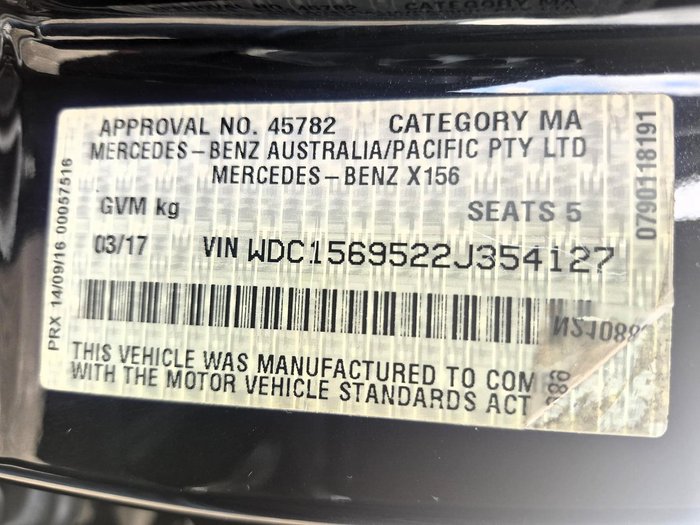 APPROVAL NO. 45782 CATEGORY MA
MERCEDES-BENZ AUSTRALIA/PACIFIC PTY LTD
MERCEDES-BENZ X156
GVM kg SEATS 5
03/17 VIN WDC1569522J354127
THIS VEHICLE WAS MANUFACTURED TO COM
WITH THE MOTOR VEHICLE STANDARDS ACT
PRX 14/09/16 00057516
0790118191